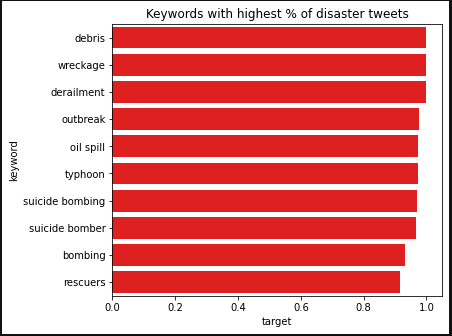 Keywords with highest % of disaster tweets
keyword
debris
wreckage
derailment
outbreak
oil spill
typhoon
suicide bombing
suicide bomber
bombing
rescuers
0.0 0.2 0.4 0.6 0.8 1.0
target